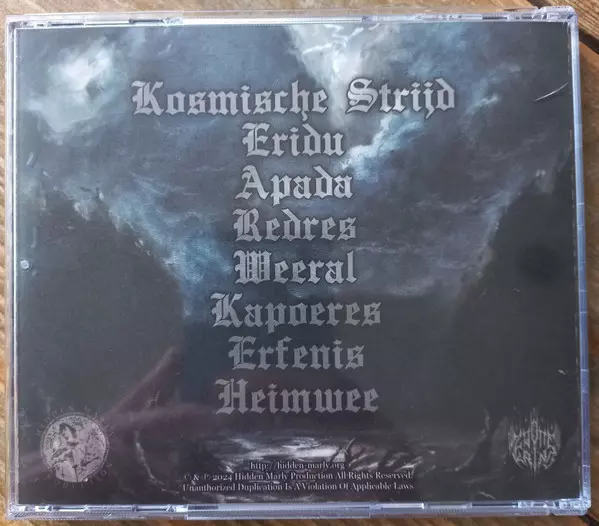 Kosmische Strijd
Eridu
Apada
Redres
Weeral
Kapoeres
Erfenis
Heimwee
http://hidden-marly.org
© & ℗ 2024 Hidden Marly Production All Rights Reserved.
Unauthorized Duplication Is A Violation Of Applicable Laws